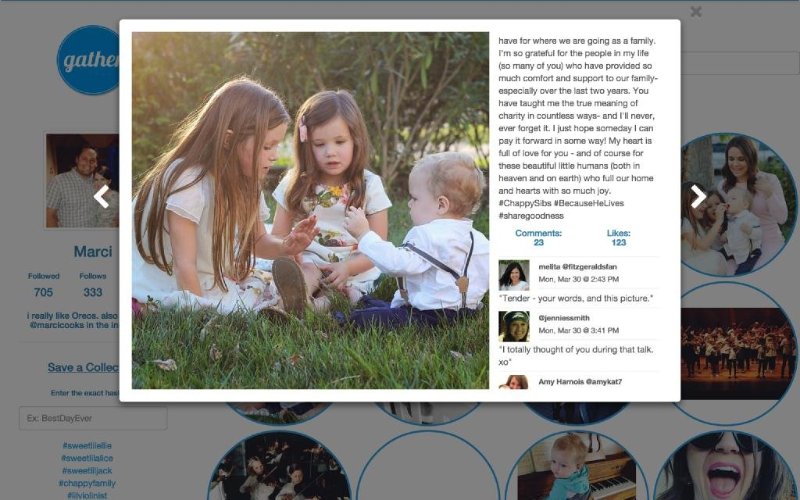 gather
Marci
Followed
Follows
705
333
i really like Oreos. also
@marcicooks in the in
Save a Collec
Enter the exact has
Ex: BestDayEver
#sweetlilellie
#sweetlilalice
#sweetliljack
#chappyfamily
#lilviolinist
have for where we are going as a family.
I'm so grateful for the people in my life
(so many of you) who have provided so
much comfort and support to our family-
especially over the last two years. You
have taught me the true meaning of
charity in countless ways- and I'll never,
ever forget it. I just hope someday I can
pay it forward in some way! My heart is
full of love for you - and of course for
these beautiful little humans (both in
heaven and on earth) who full our home
and hearts with so much joy.
#ChappySibs #BecauseHeLives
#sharegoodness
Comments:
23
Likes:
123
melita @fitzgeraldsfan
Mon, Mar 30 @ 2:43 PM
"Tender - your words, and this picture."
@jenniessmith
Mon, Mar 30 @ 3:41 PM
"I totally thought of you during that talk.
xo"
Amy Harnois @amykat7